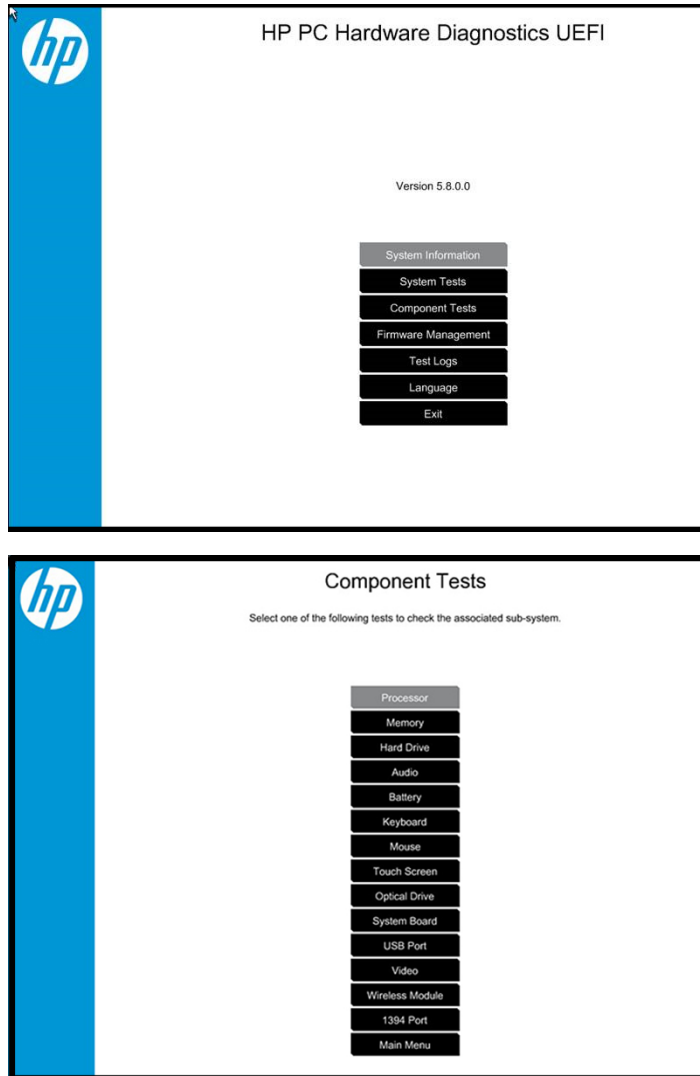 hp
HP PC Hardware Diagnostics UEFI
Version 5.8.0.0
System Information
System Tests
Component Tests
Firmware Management
Test Logs
Language
Exit
hp
Component Tests
Select one of the following tests to check the associated sub-system.
Processor
Memory
Hard Drive
Audio
Battery
Keyboard
Mouse
Touch Screen
Optical Drive
System Board
USB Port
Video
Wireless Module
1394 Port
Main Menu